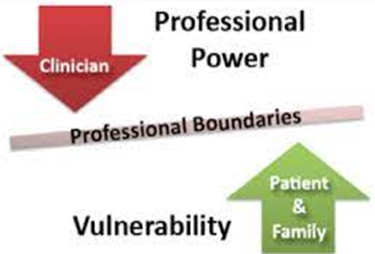 Professional
Power
Clinician
Professional Boundaries
Patient
&
Family
Vulnerability